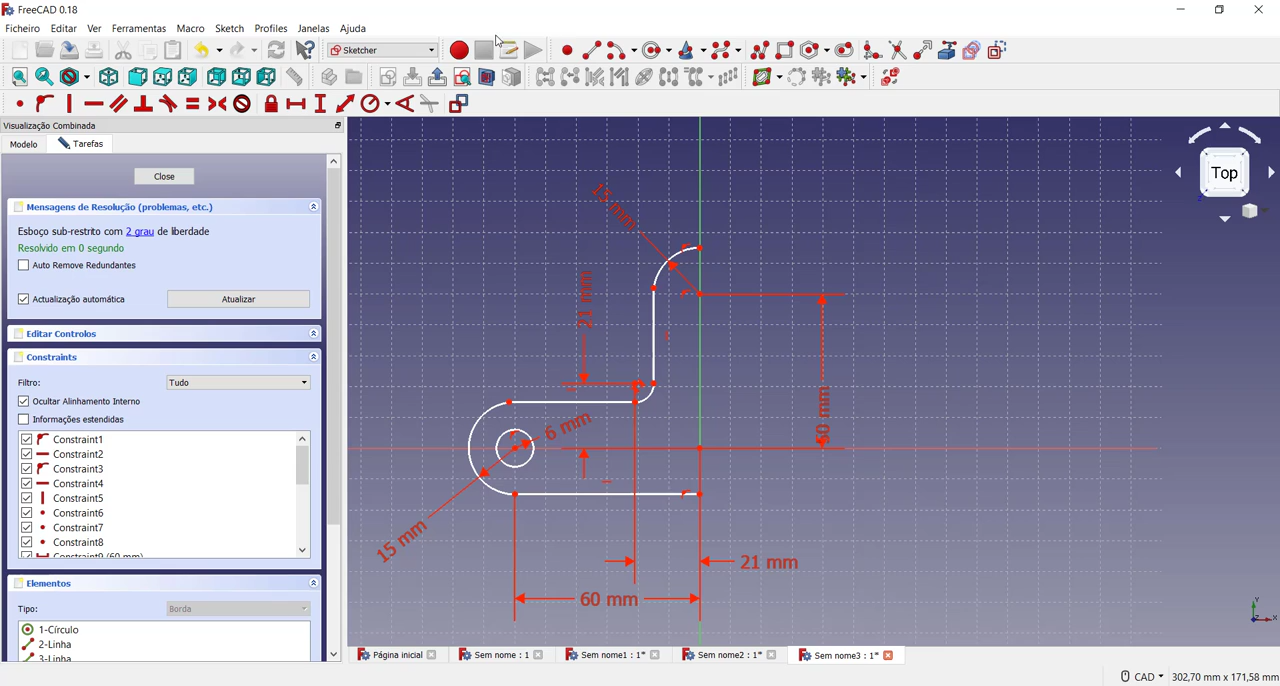 FreeCAD 0.18
Ficheiro Editar Ver Ferramentas Macro Sketch Profiles Janelas Ajuda
Sketcher
Visualização Combinada
Modelo Tarefas
Close
Mensagens de Resolução (problemas, etc.)
Esboço sub-restrito com 2 grau de liberdade
Resolvido em 0 segundo
Auto Remove Redundantes
Actualização automática Atualizar
Editar Controlos
Constraints
Filtro: Tudo
Ocultar Alinhamento Interno
Informações estendidas
Constraint1
Constraint2
Constraint3
Constraint4
Constraint5
Constraint6
Constraint7
Constraint8
Constraint9 (60 mm)
Elementos
Tipo: Borda
1-Círculo
2-Linha
3-Linha
15 mm
21 mm
50 mm
6 mm
15 mm
21 mm
60 mm
Top
Y
Z X
Página inicial Sem nome : 1 Sem nome1 : 1* Sem nome2 : 1* Sem nome3 : 1*
CAD 302,70 mm x 171,58 mm